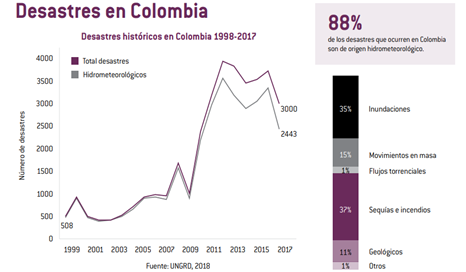 Desastres en Colombia
Desastres históricos en Colombia 1998-2017
Total desastres
Hidrometeorológicos
Número de desastres
4000
3500
3000
2500
2000
1500
1000
500
0
508
3000
2443
1999
2001
2003
2005
2007
2009
2011
2013
2015
2017
Fuente: UNGRD, 2018
88%
de los desastres que ocurren en Colombia
son de origen hidrometeorológico.
35% Inundaciones
15% Movimientos en masa
1% Flujos torrenciales
37% Sequías e incendios
11% Geológicos
1% Otros